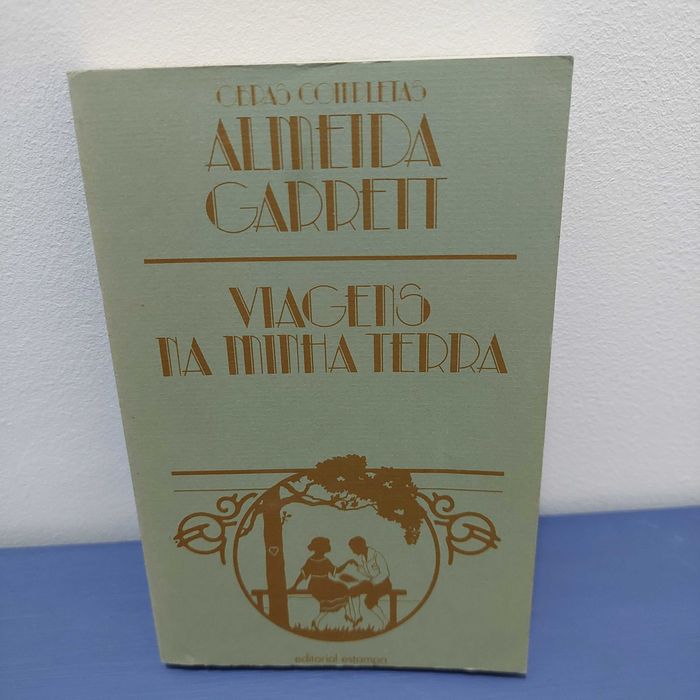 OBRAS COMPLETAS
ALMEIDA
GARRETT
VIAGENS
NA MINHA TERRA
editorial estampa